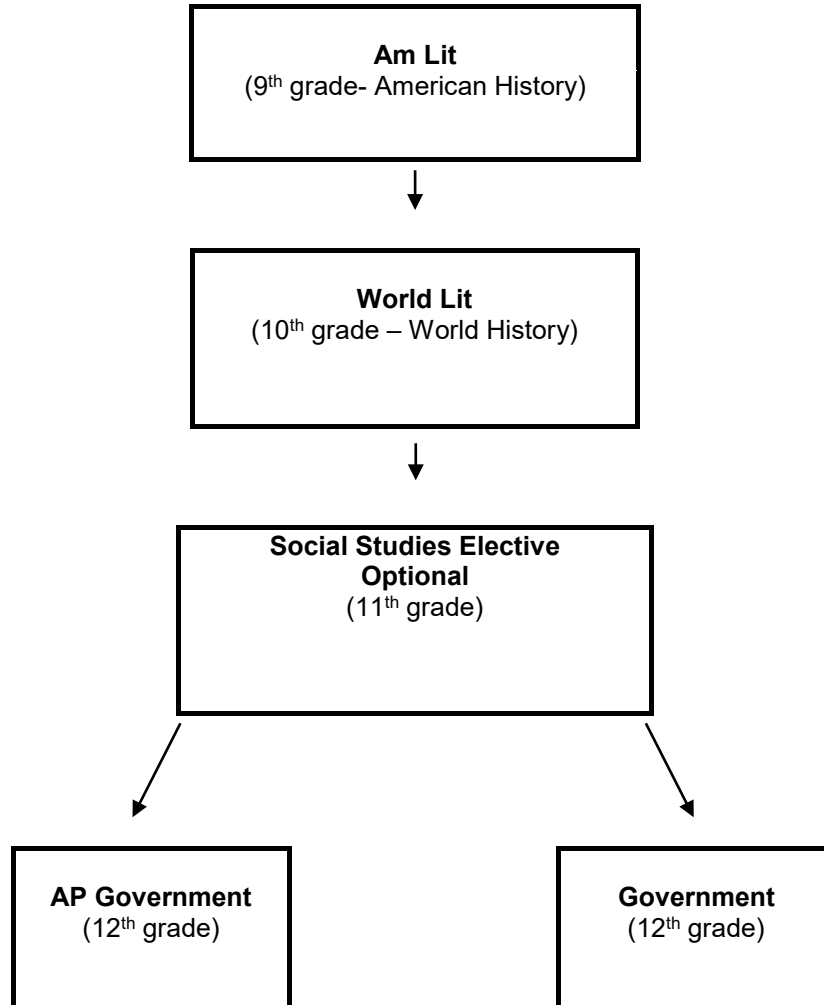 Am Lit
(9th grade- American History)
World Lit
(10th grade – World History)
Social Studies Elective
Optional
(11th grade)
AP Government
(12th grade)
Government
(12th grade)